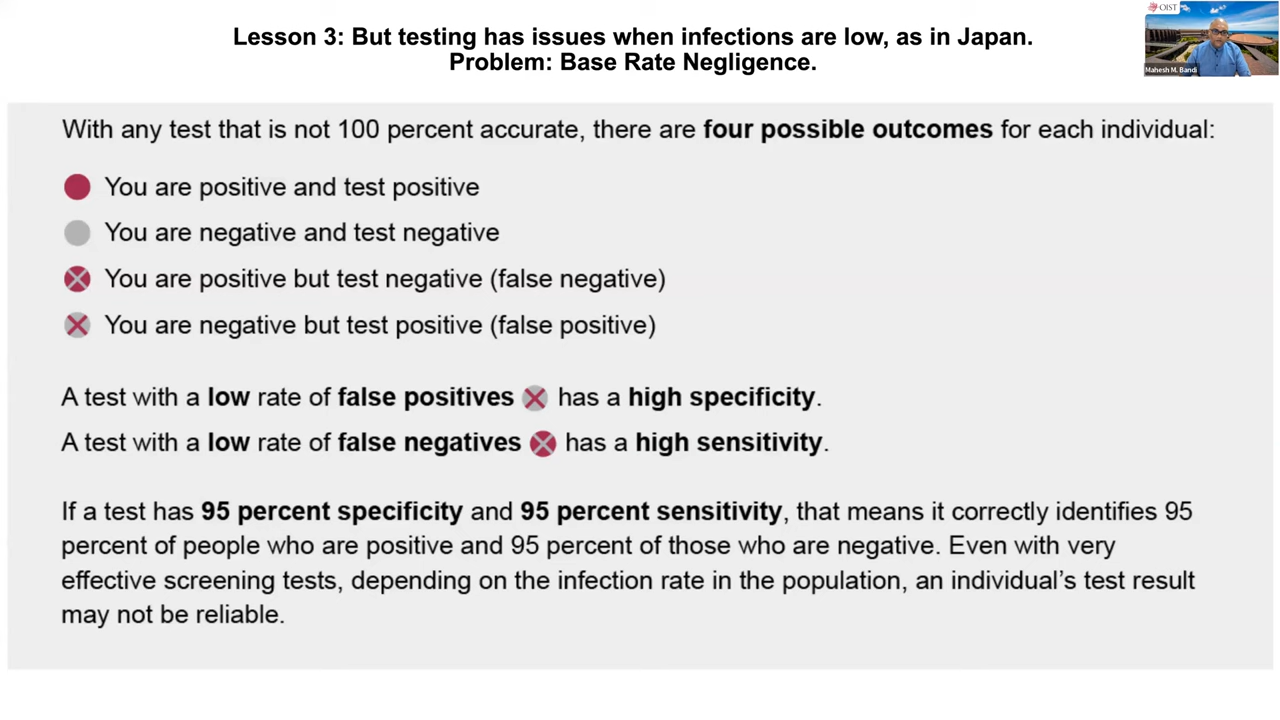 Lesson 3: But testing has issues when infections are low, as in Japan.
Problem: Base Rate Negligence.
OIST
Mahesh M. Bandi
With any test that is not 100 percent accurate, there are four possible outcomes for each individual:
You are positive and test positive
You are negative and test negative
You are positive but test negative (false negative)
You are negative but test positive (false positive)
A test with a low rate of false positives has a high specificity.
A test with a low rate of false negatives has a high sensitivity.
If a test has 95 percent specificity and 95 percent sensitivity, that means it correctly identifies 95
percent of people who are positive and 95 percent of those who are negative. Even with very
effective screening tests, depending on the infection rate in the population, an individual's test result
may not be reliable.